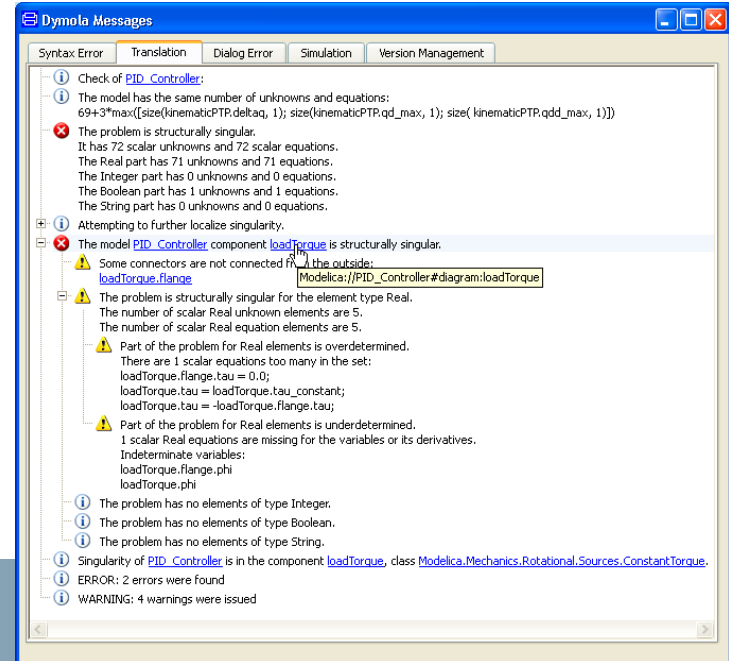 Dymola Messages
Syntax Error
Translation
Dialog Error
Simulation
Version Management
Check of PID_Controller:
The model has the same number of unknowns and equations:
69+3*max([size(kinematicPTP.deltaq, 1); size(kinematicPTP.qd_max, 1); size( kinematicPTP.qdd_max, 1)])
The problem is structurally singular.
It has 72 scalar unknowns and 72 scalar equations.
The Real part has 71 unknowns and 71 equations.
The Integer part has 0 unknowns and 0 equations.
The Boolean part has 1 unknowns and 1 equations.
The String part has 0 unknowns and 0 equations.
Attempting to further localize singularity.
The model PID_Controller component loadTorque is structurally singular.
Some connectors are not connected from the outside:
loadTorque.flange
Modelica://PID_Controller#diagram:loadTorque
The problem is structurally singular for the element type Real.
The number of scalar Real unknown elements are 5.
The number of scalar Real equation elements are 5.
Part of the problem for Real elements is overdetermined.
There are 1 scalar equations too many in the set:
loadTorque.flange.tau = 0.0;
loadTorque.tau = loadTorque.tau_constant;
loadTorque.tau = -loadTorque.flange.tau;
Part of the problem for Real elements is underdetermined.
1 scalar Real equations are missing for the variables or its derivatives.
Indeterminate variables:
loadTorque.flange.phi
loadTorque.phi
The problem has no elements of type Integer.
The problem has no elements of type Boolean.
The problem has no elements of type String.
Singularity of PID_Controller is in the component loadTorque, class Modelica.Mechanics.Rotational.Sources.ConstantTorque.
ERROR: 2 errors were found
WARNING: 4 warnings were issued